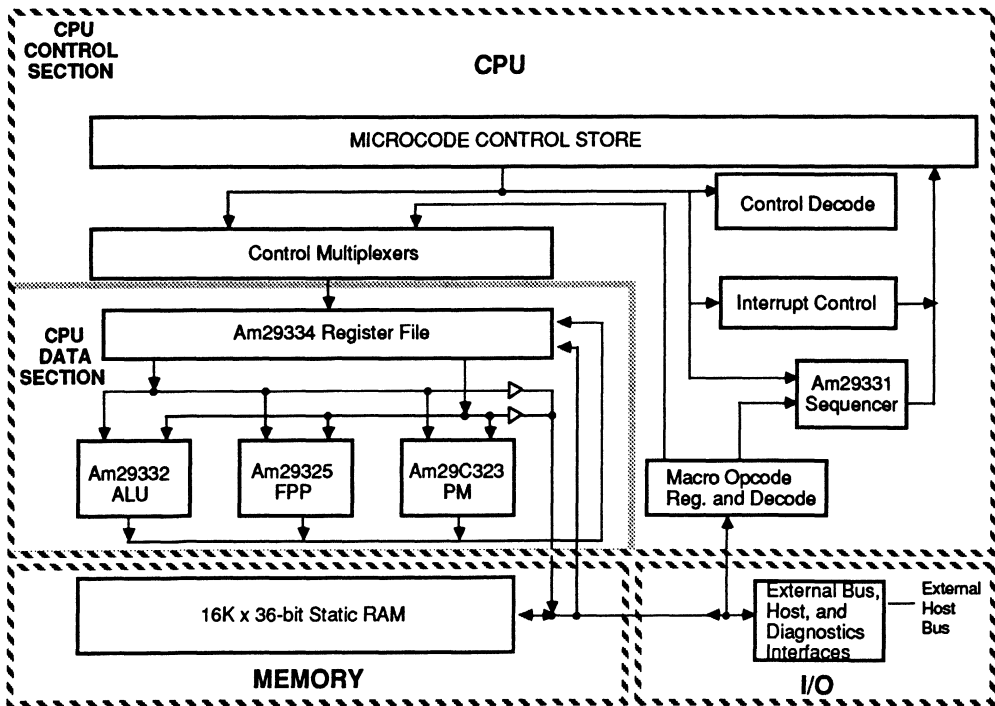 CPU
CONTROL
SECTION
CPU
MICROCODE CONTROL STORE
Control Decode
Control Multiplexers
Interrupt Control
CPU
DATA
SECTION
Am29334 Register File
Am29331
Sequencer
Am29332
ALU
Am29325
FPP
Am29C323
PM
Macro Opcode
Reg. and Decode
16K x 36-bit Static RAM
External Bus,
Host, and
Diagnostics
Interfaces
External
Host
Bus
MEMORY
I/O